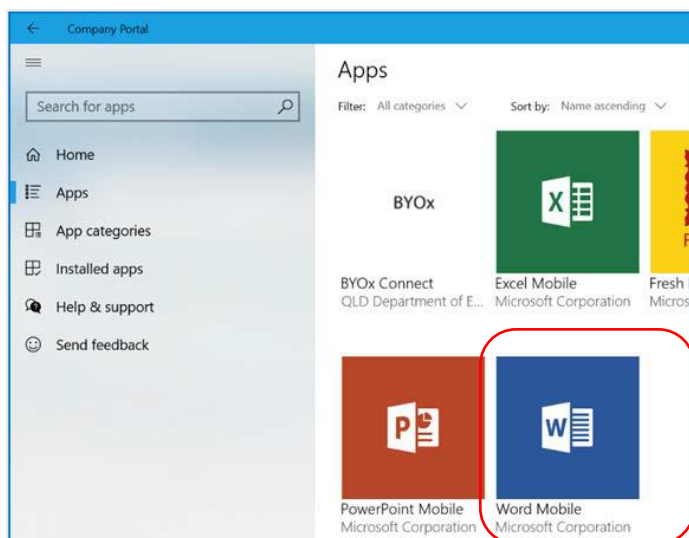 Company Portal
Search for apps
Home
Apps
App categories
Installed apps
Help & support
Send feedback
Apps
Filter: All categories Sort by: Name ascending
BYOx
X
BYOx Connect Excel Mobile Fresh
QLD Department of E... Microsoft Corporation Micros
P
W
PowerPoint Mobile Word Mobile
Microsoft Corporation Microsoft Corporation